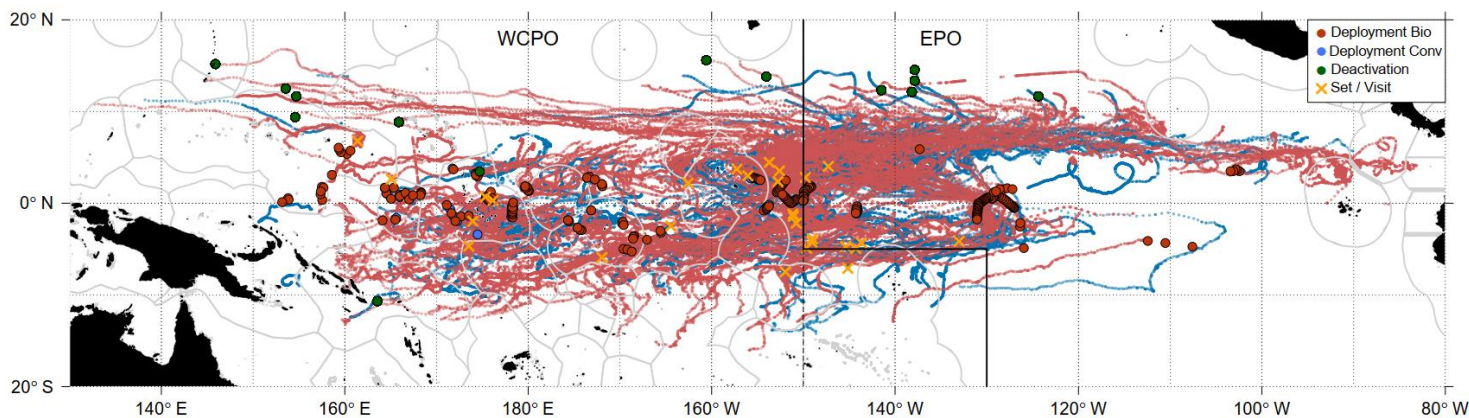 20° N
WCPO
EPO
Deployment Bio
Deployment Conv
Deactivation
Set / Visit
0° N
20° S
140° E
160° E
180° E
160° W
140° W
120° W
100° W
80° W